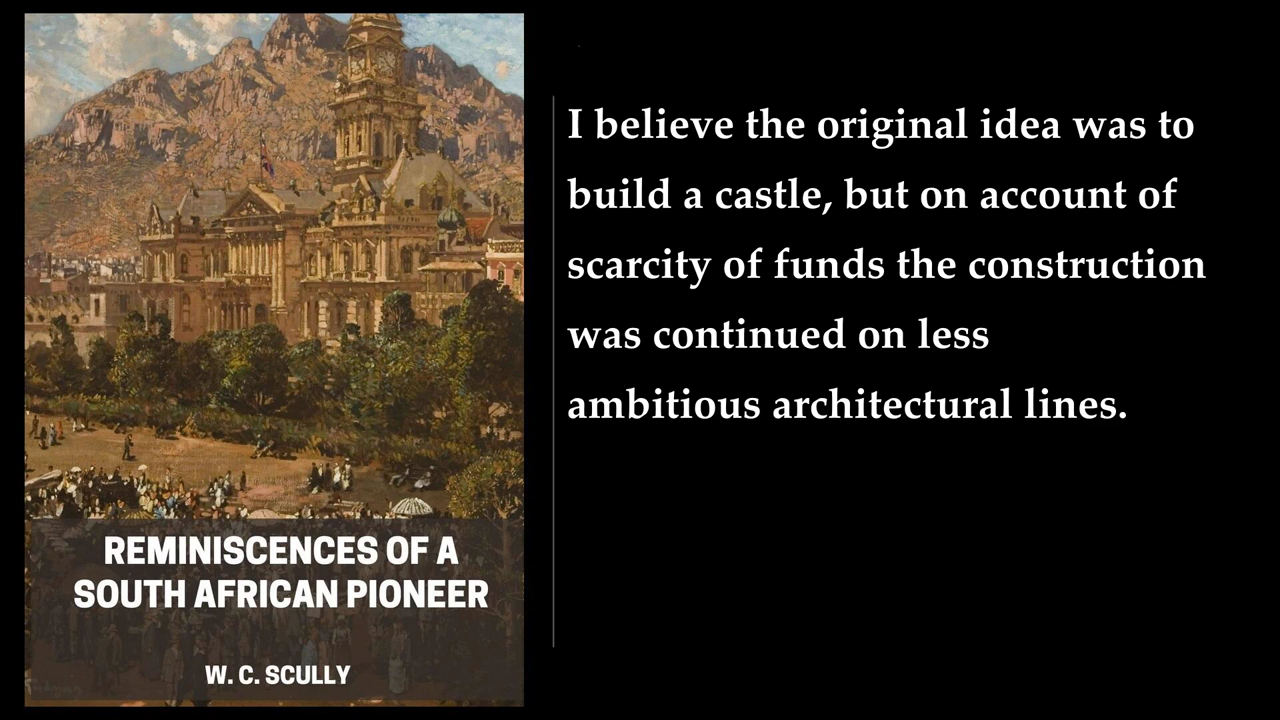 I believe the original idea was to
build a castle, but on account of
scarcity of funds the construction
was continued on less
ambitious architectural lines.
REMINISCENCES OF A
SOUTH AFRICAN PIONEER
W. C. SCULLY